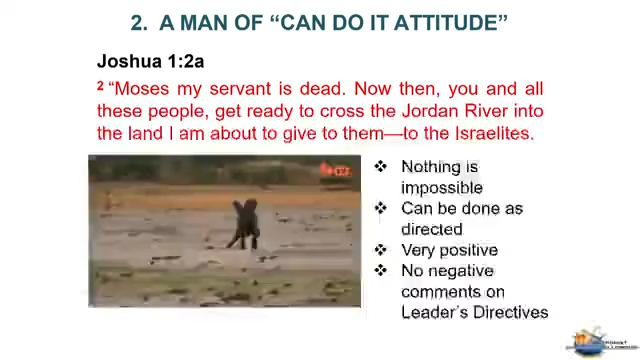 2. A MAN OF “CAN DO IT ATTITUDE”
Joshua 1:2a
2 “Moses my servant is dead. Now then, you and all
these people, get ready to cross the Jordan River into
the land I am about to give to them—to the Israelites.
❖ Nothing is
impossible
❖ Can be done as
directed
❖ Very positive
❖ No negative
comments on
Leader’s Directives